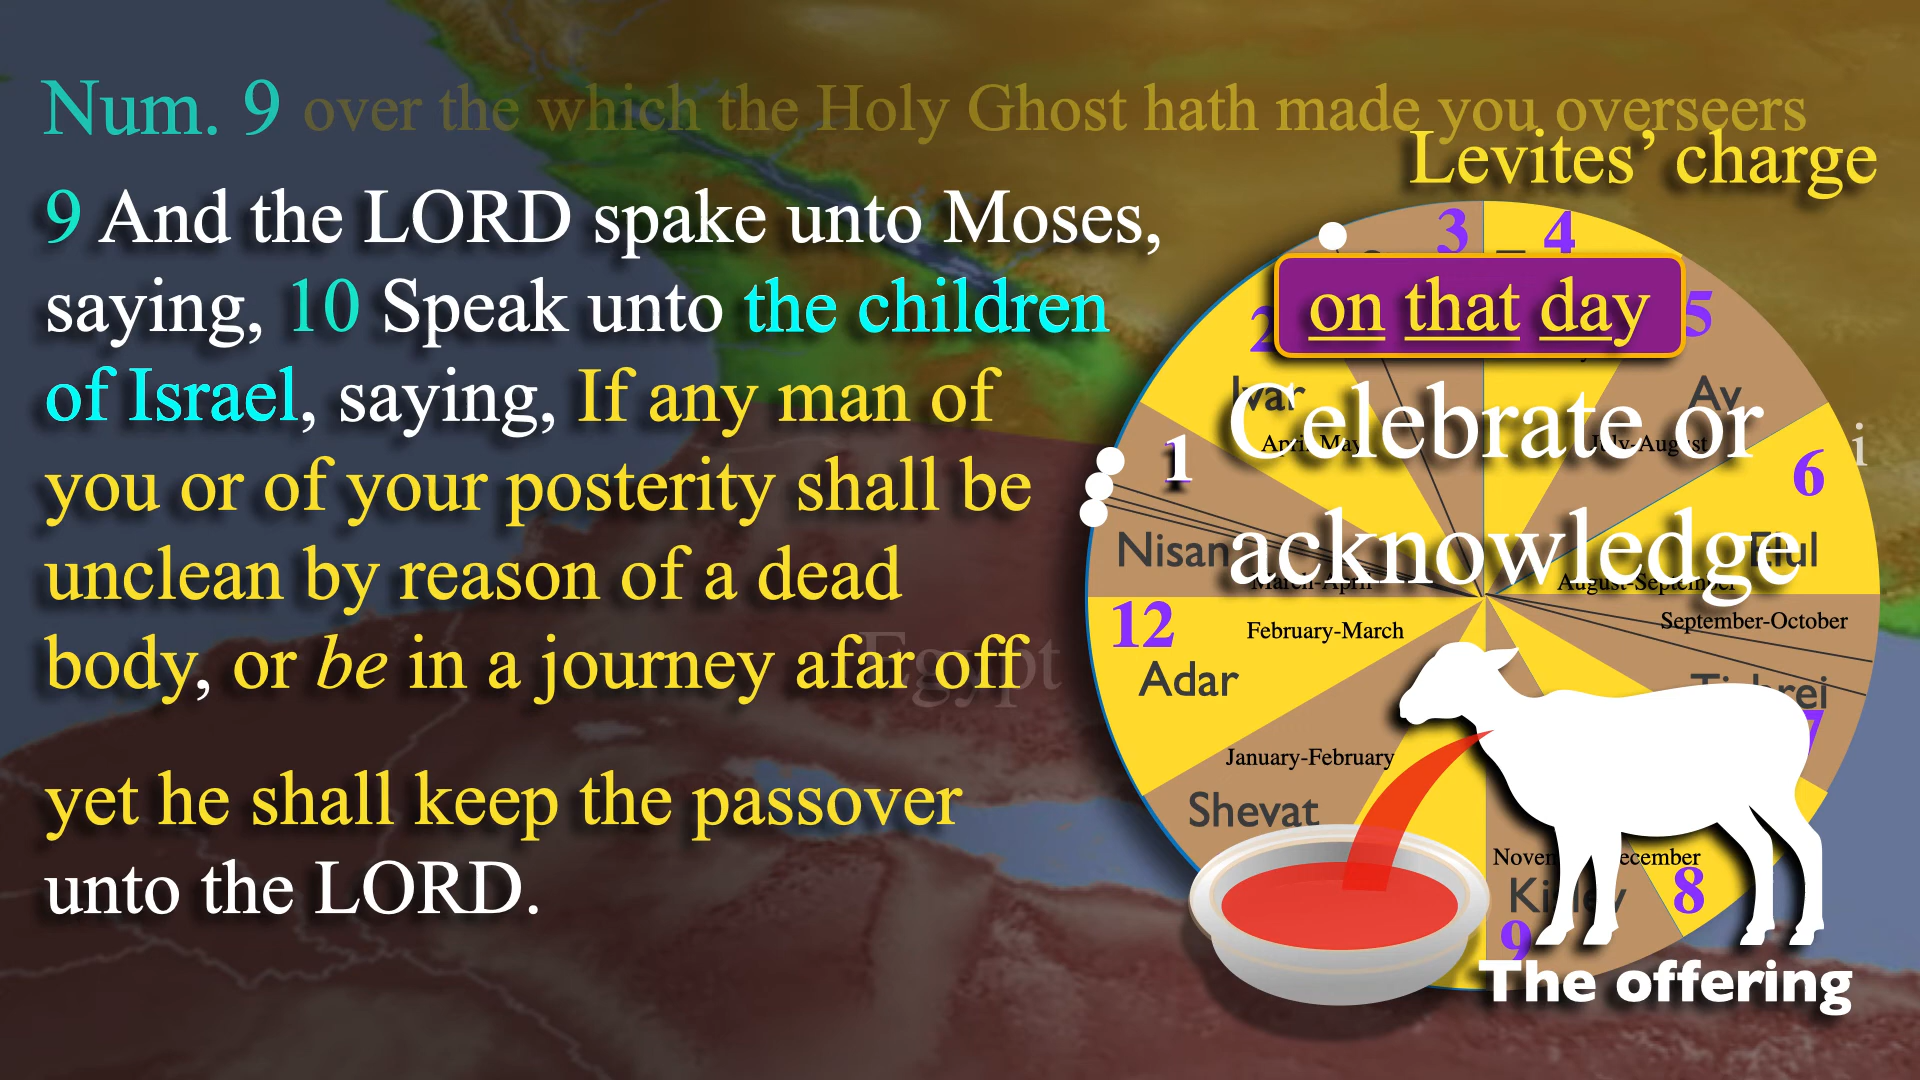 Num. 9 over the which the Holy Ghost hath made you overseers
Levites’ charge
9 And the LORD spake unto Moses,
saying, 10 Speak unto the children
of Israel, saying, If any man of
you or of your posterity shall be
unclean by reason of a dead
body, or be in a journey afar off
yet he shall keep the passover
unto the LORD.
Egypt
3
4
on that day
2
5
Iyar
Av
Celebrate or
April-May
July-August
1
6
i
Nisan
acknowledge
Elul
March-April
August-September
12
February-March
September-October
Adar
7
January-February
Shevat
8
9
The offering